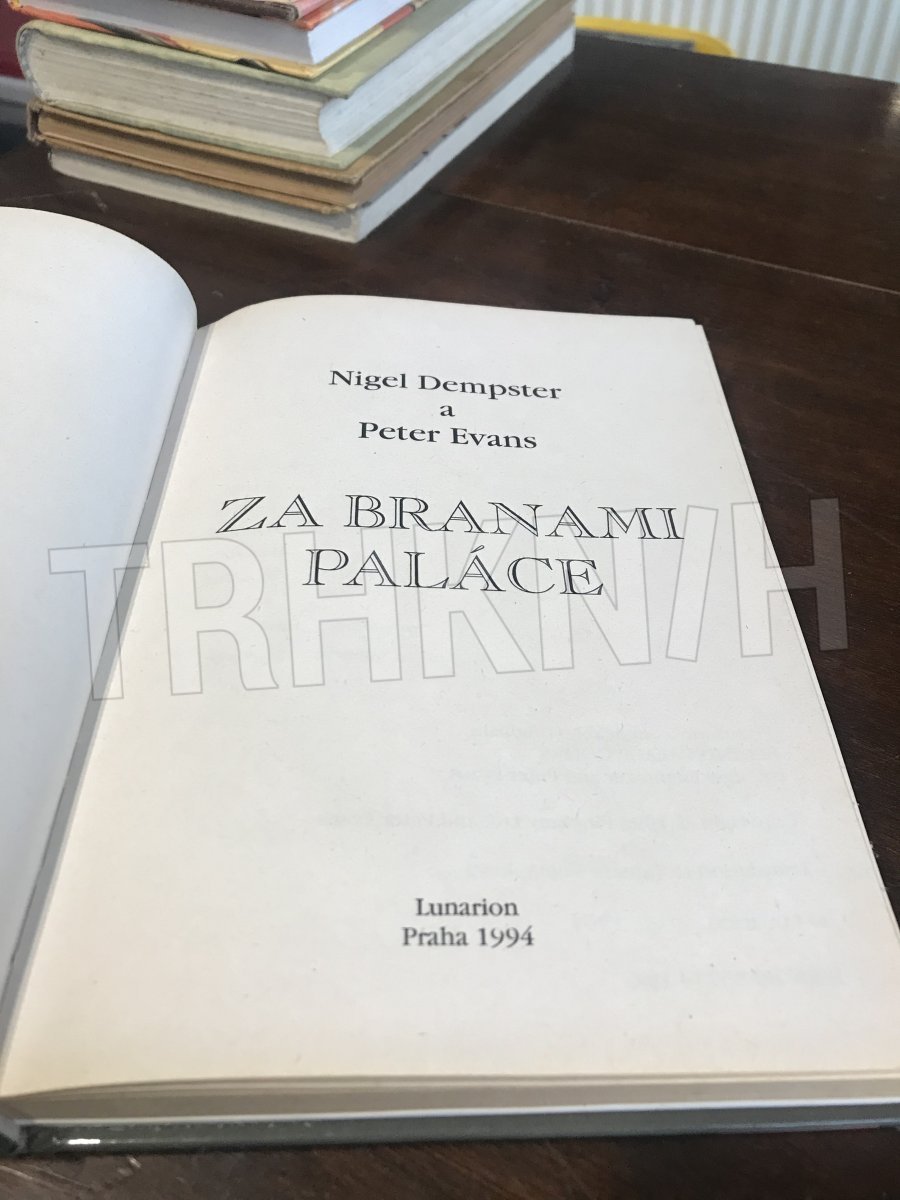 Nigel Dempster
a
Peter Evans
ZA BRANAMI
PALÁCE
TRHKNIH
Lunarion
Praha 1994